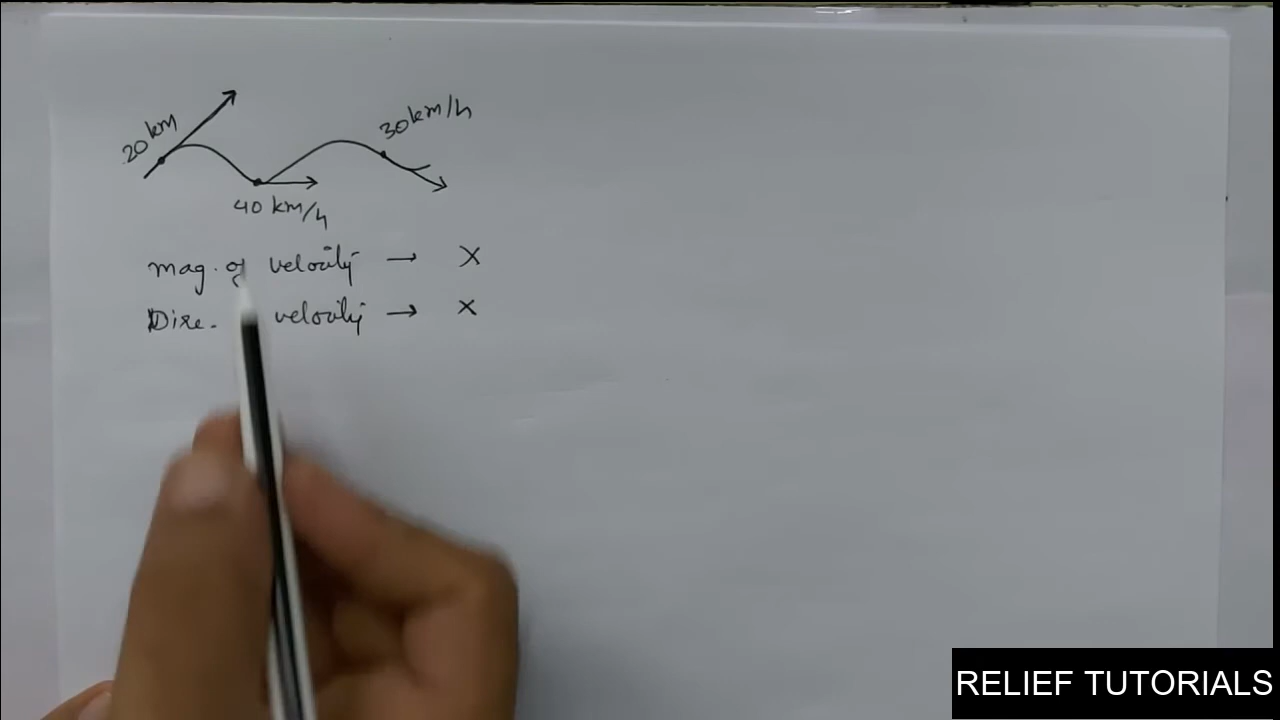 20 km
30 km/h
40 km/h
mag. of velocity → X
Dire. velocity → X
RELIEF TUTORIALS